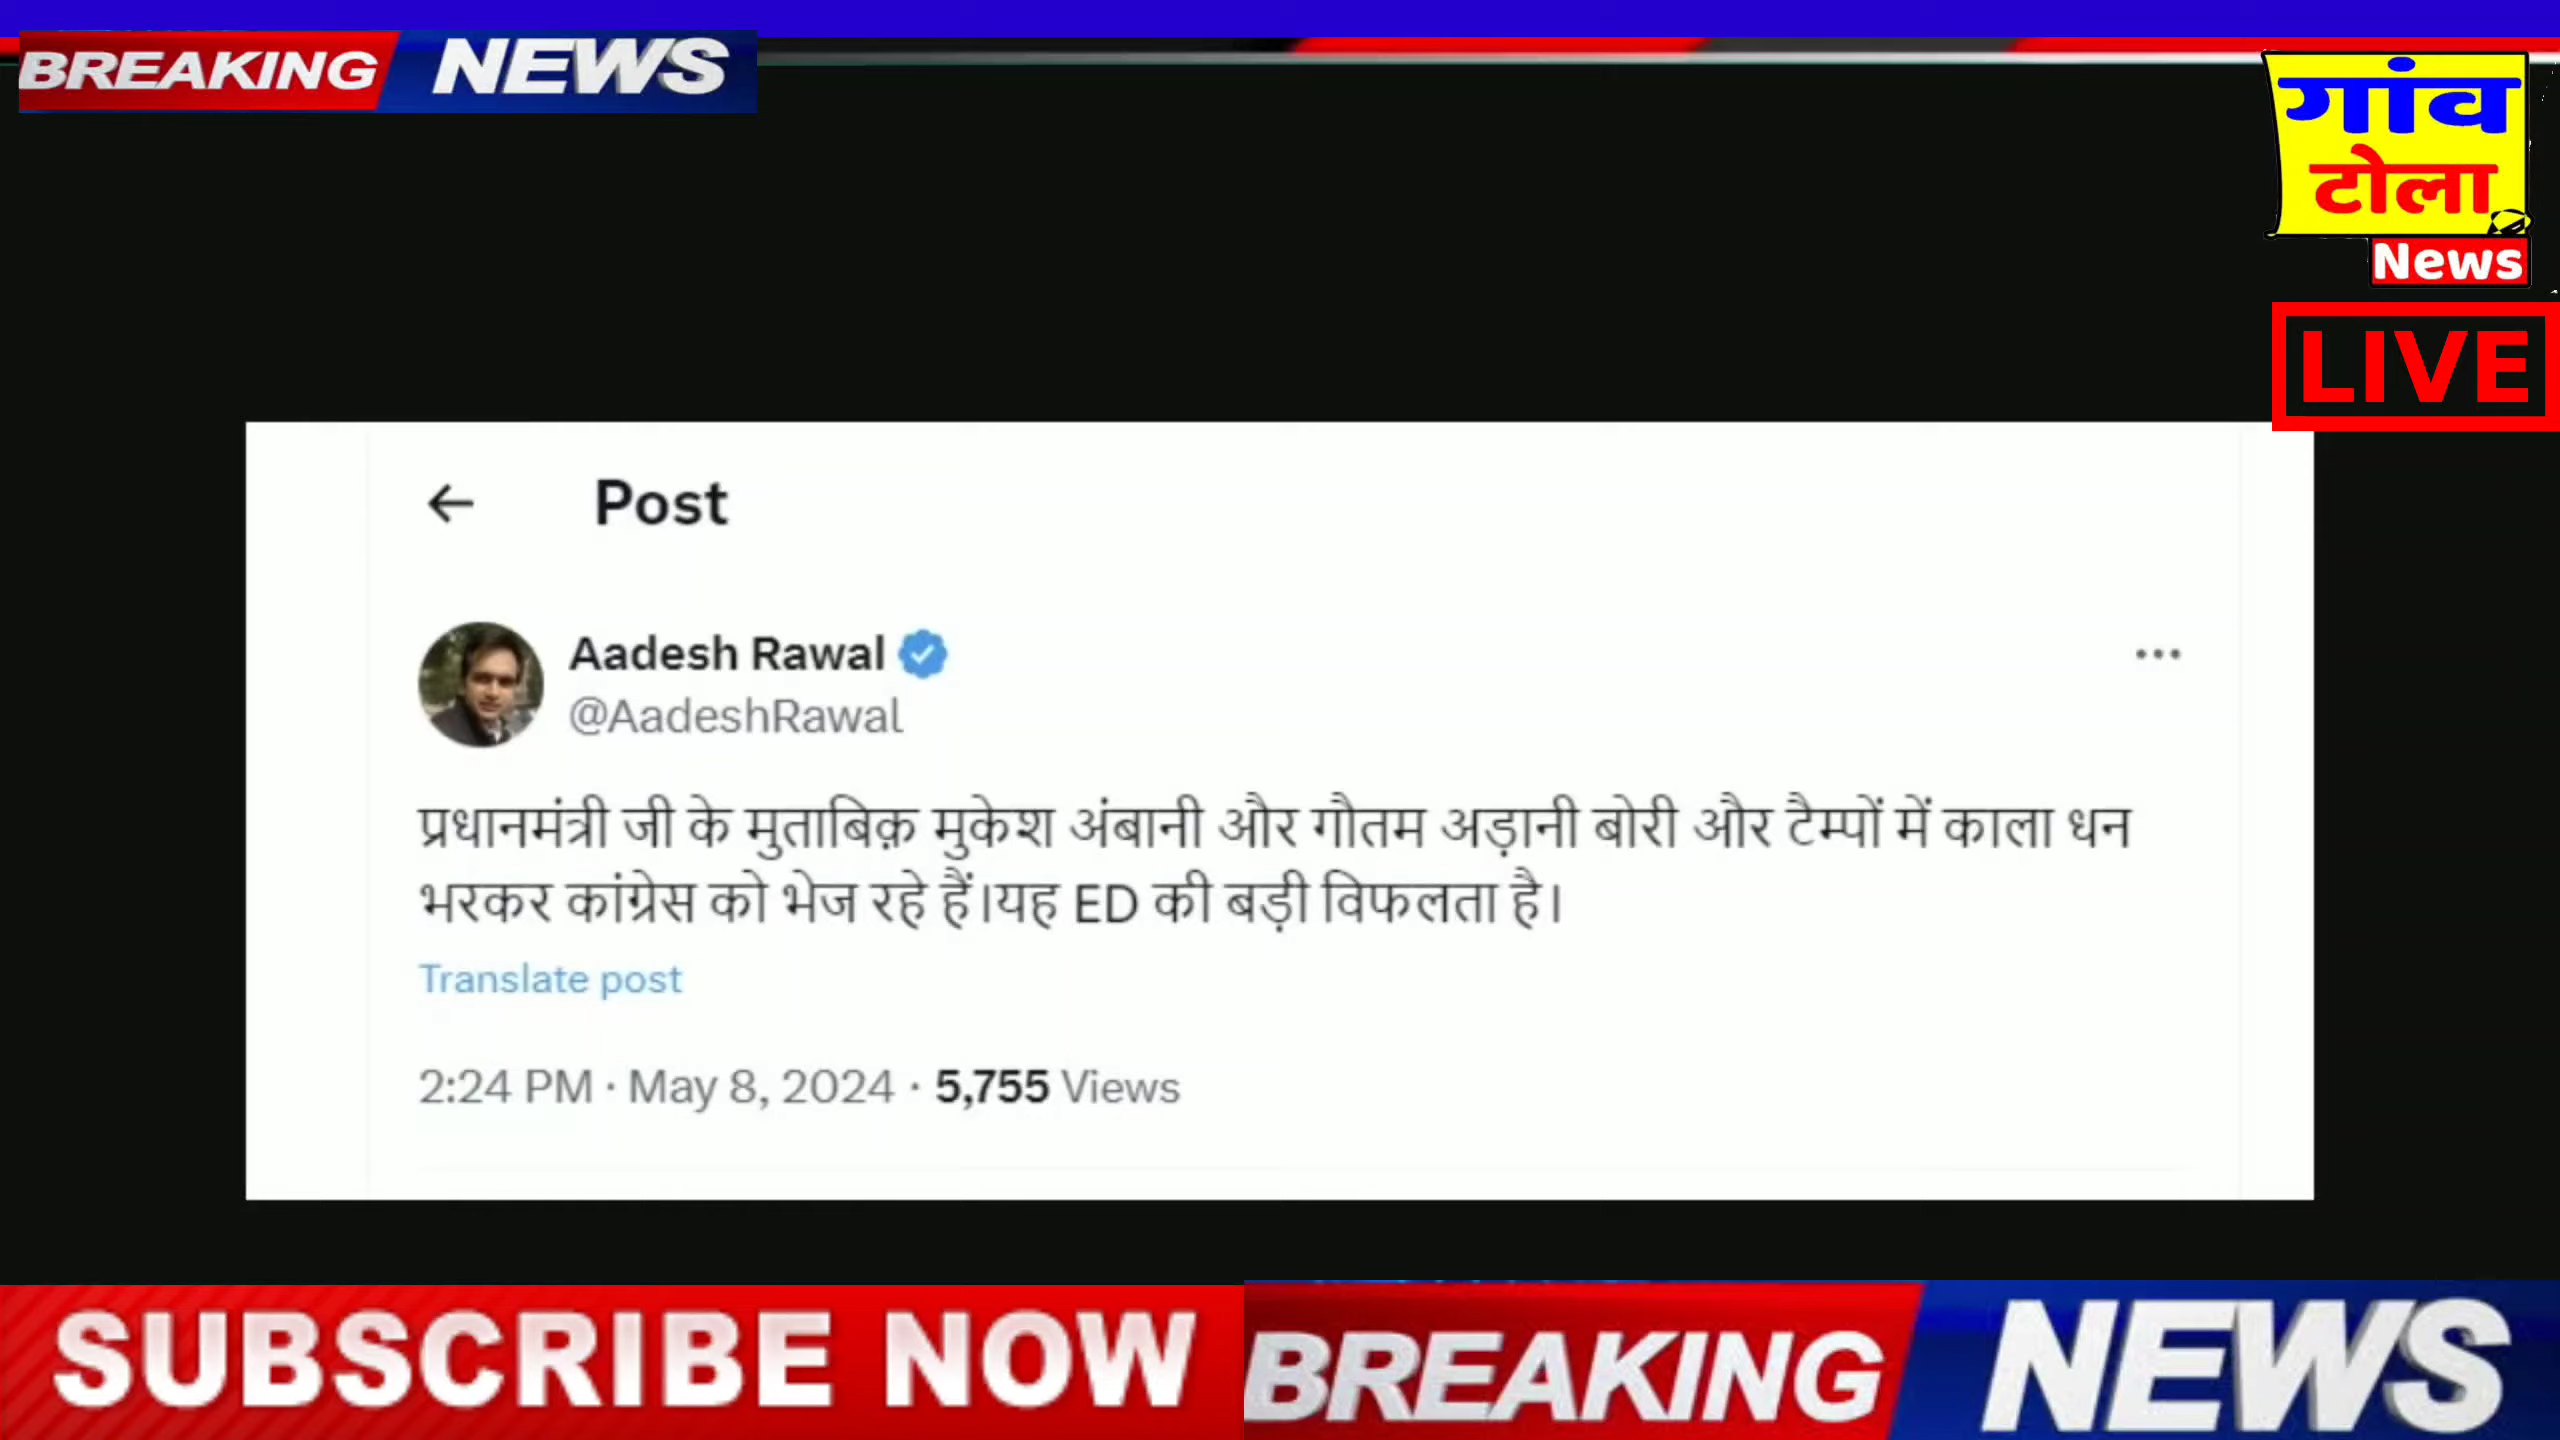 BREAKING NEWS
गांव
टोला
News
LIVE
← Post
Aadesh Rawal
@AadeshRawal
प्रधानमंत्री जी के मुताबिक़ मुकेश अंबानी और गौतम अड़ानी बोरी और टैम्पों में काला धन
भरकर कांग्रेस को भेज रहे हैं।यह ED की बड़ी विफलता है।
Translate post
2:24 PM · May 8, 2024 · 5,755 Views
SUBSCRIBE NOW BREAKING NEWS